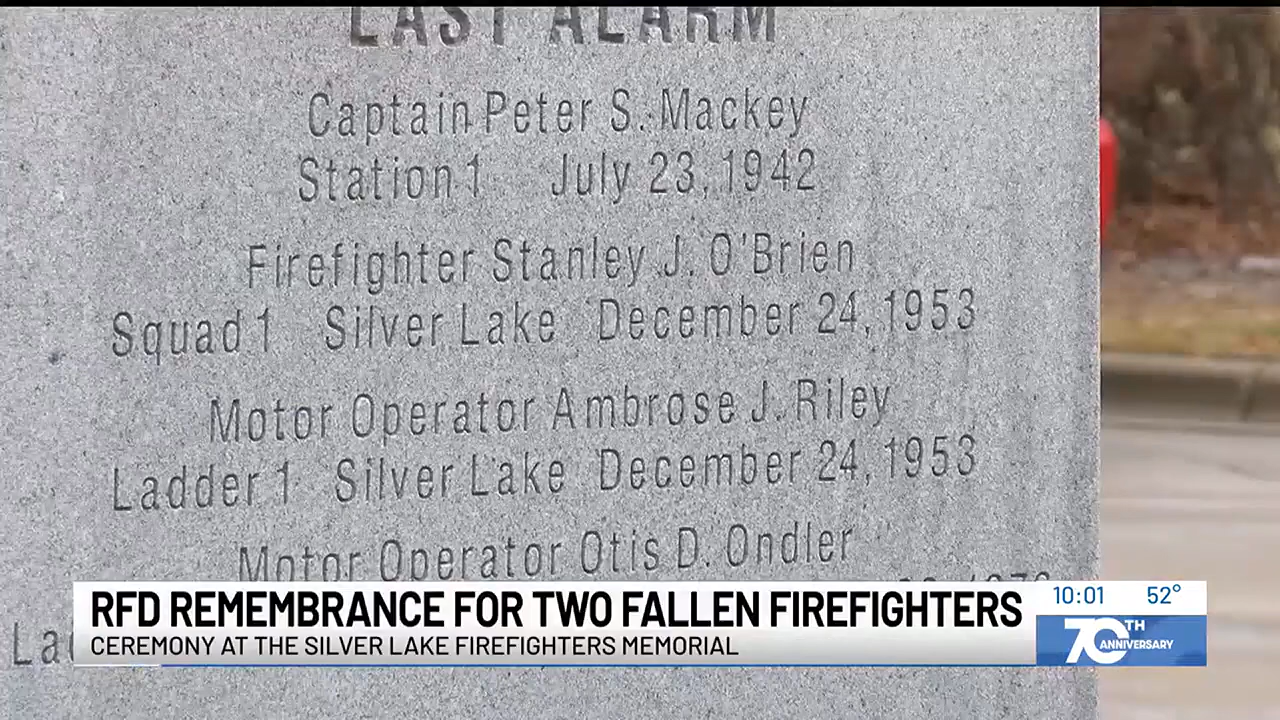 LAST ALARM
Captain Peter S. Mackey
Station 1 July 23, 1942
Firefighter Stanley J. O'Brien
Squad 1 Silver Lake December 24, 1953
Motor Operator Ambrose J. Riley
Ladder 1 Silver Lake December 24, 1953
Motor Operator Otis D. Ondler
RFD REMEMBRANCE FOR TWO FALLEN FIREFIGHTERS
CEREMONY AT THE SILVER LAKE FIREFIGHTERS MEMORIAL
10:01 52°
70TH ANNIVERSARY